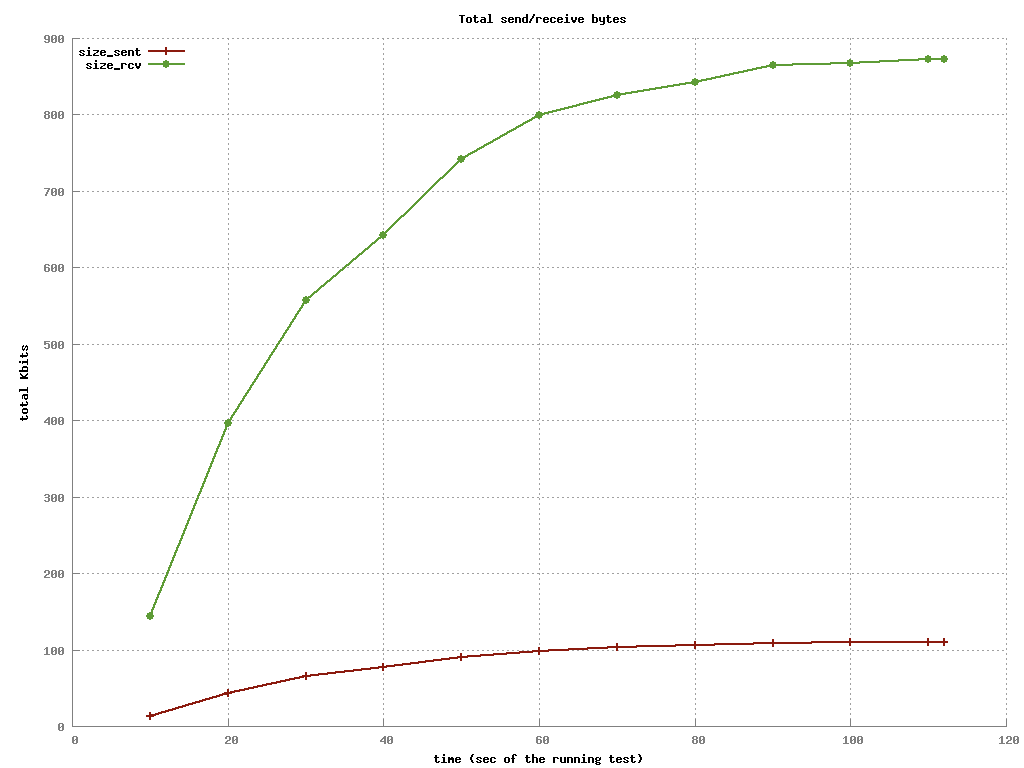 Total send/receive bytes
size_sent
size_rcv
900
800
700
600
500
400
300
200
100
0
total Kbits
0 20 40 60 80 100 120
time (sec of the running test)